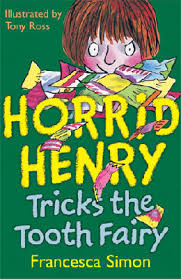 Illustrated by
Tony Ross
HORRID
HENRY
Tricks the
Tooth Fairy
Francesca Simon